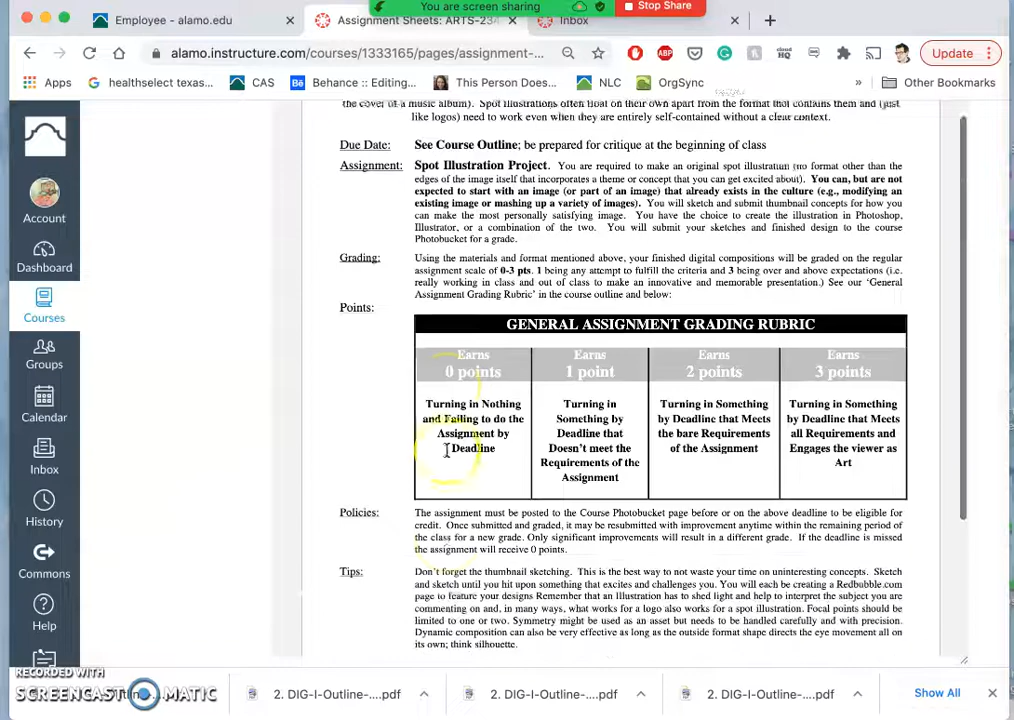 You are screen sharing
Stop Share
Employee - alamo.edu
Assignment Sheets: ARTS-234
Inbox
alamo.instructure.com/courses/1333165/pages/assignment-
Update
Apps
healthselect texas...
CAS
Behance :: Editing...
This Person Does...
NLC
OrgSync
»
Other Bookmarks
the cover of a music album). Spot Illustrations often float on their own apart from the format that contains them and (just
like logos) need to work even when they are entirely self-contained without a clear context.
Due Date: See Course Outline; be prepared for critique at the beginning of class
Assignment: Spot Illustration Project. You are required to make an original spot illustration (no format other than the
edges of the image itself that incorporates a theme or concept that you can get excited about). You can, but are not
expected to start with an image (or part of an image) that already exists in the culture (e.g., modifying an
existing image or mashing up a variety of images). You will sketch and submit thumbnail concepts for how you
can make the most personally satisfying image. You have the choice to create the illustration in Photoshop,
Illustrator, or a combination of the two. You will submit your sketches and finished design to the course
Photobucket for a grade.
Grading: Using the materials and format mentioned above, your finished digital compositions will be graded on the regular
assignment scale of 0-3 pts. 1 being any attempt to fulfill the criteria and 3 being over and above expectations (i.e.
really working in class and out of class to make an innovative and memorable presentation.) See our 'General
Assignment Grading Rubric' in the course outline and below:
Points:
GENERAL ASSIGNMENT GRADING RUBRIC
Earns
0 points
Turning in Nothing
and Failing to do the
Assignment by
Deadline
Earns
1 point
Turning in
Something by
Deadline that
Doesn't meet the
Requirements of the
Assignment
Earns
2 points
Turning in Something
by Deadline that Meets
the bare Requirements
of the Assignment
Earns
3 points
Turning in Something
by Deadline that Meets
all Requirements and
Engages the viewer as
Art
Policies: The assignment must be posted to the Course Photobucket page before or on the above deadline to be eligible for
credit. Once submitted and graded, it may be resubmitted with improvement anytime within the remaining period of
the class for a new grade. Only significant improvements will result in a different grade. If the deadline is missed
the assignment will receive 0 points.
Tips: Don't forget the thumbnail sketching. This is the best way to not waste your time on uninteresting concepts. Sketch
and sketch until you hit upon something that excites and challenges you. You will each be creating a Redbubble.com
page to feature your designs Remember that an Illustration has to shed light and help to interpret the subject you are
commenting on and, in many ways, what works for a logo also works for a spot illustration. Focal points should be
limited to one or two. Symmetry might be used as an asset but needs to be handled carefully and with precision.
Dynamic composition can also be very effective as long as the outside format shape directs the eye movement all on
its own; think silhouette.
Account
Dashboard
Courses
Groups
Calendar
Inbox
History
Commons
Help
RECORDED WITH
SCREENCAST MATIC
2. DIG-I-Outline-....pdf
2. DIG-I-Outline-....pdf
2. DIG-I-Outline-....pdf
Show All